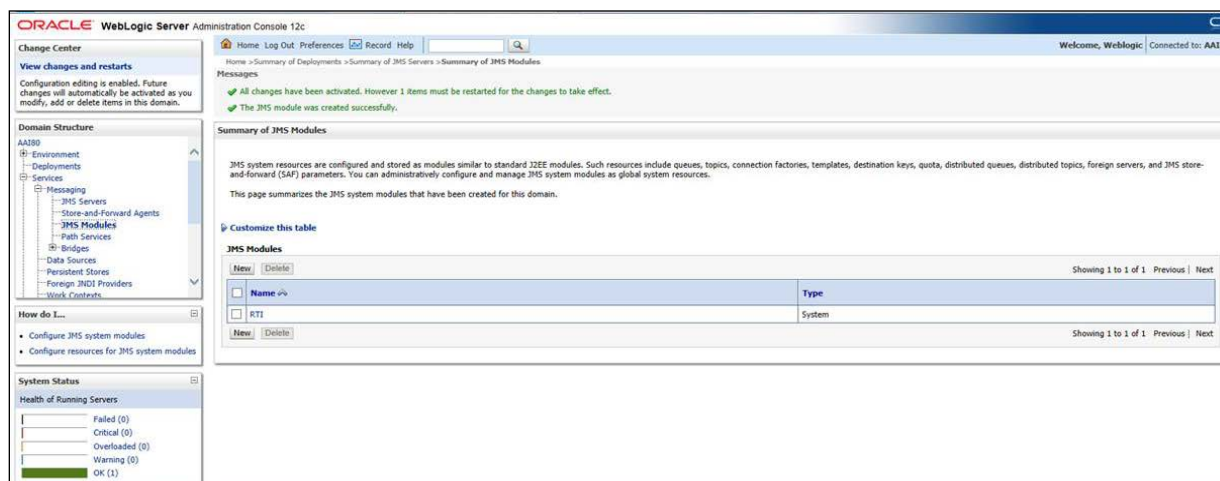 ORACLE WebLogic Server Administration Console 12c
Change Center
View changes and restarts
Configuration editing is enabled. Future
changes will automatically be activated as you
modify, add or delete items in this domain.
Domain Structure
AAI80
Environment
Deployments
Services
Messaging
JMS Servers
Store-and-Forward Agents
JMS Modules
Path Services
Bridges
Data Sources
Persistent Stores
Foreign JNDI Providers
Work Contexts
How do I...
• Configure JMS system modules
• Configure resources for JMS system modules
System Status
Health of Running Servers
Failed (0)
Critical (0)
Overloaded (0)
Warning (0)
OK (1)
Home Log Out Preferences Record Help
Welcome, Weblogic Connected to: AAI
Home >Summary of Deployments >Summary of JMS Servers >Summary of JMS Modules
Messages
All changes have been activated. However 1 items must be restarted for the changes to take effect.
The JMS module was created successfully.
Summary of JMS Modules
JMS system resources are configured and stored as modules similar to standard J2EE modules. Such resources include queues, topics, connection factories, templates, destination keys, quota, distributed queues, distributed topics, foreign servers, and JMS store-
and-forward (SAF) parameters. You can administratively configure and manage JMS system modules as global system resources.
This page summarizes the JMS system modules that have been created for this domain.
Customize this table
JMS Modules
New Delete Showing 1 to 1 of 1 Previous | Next
Name Type
RTI System
New Delete Showing 1 to 1 of 1 Previous | Next